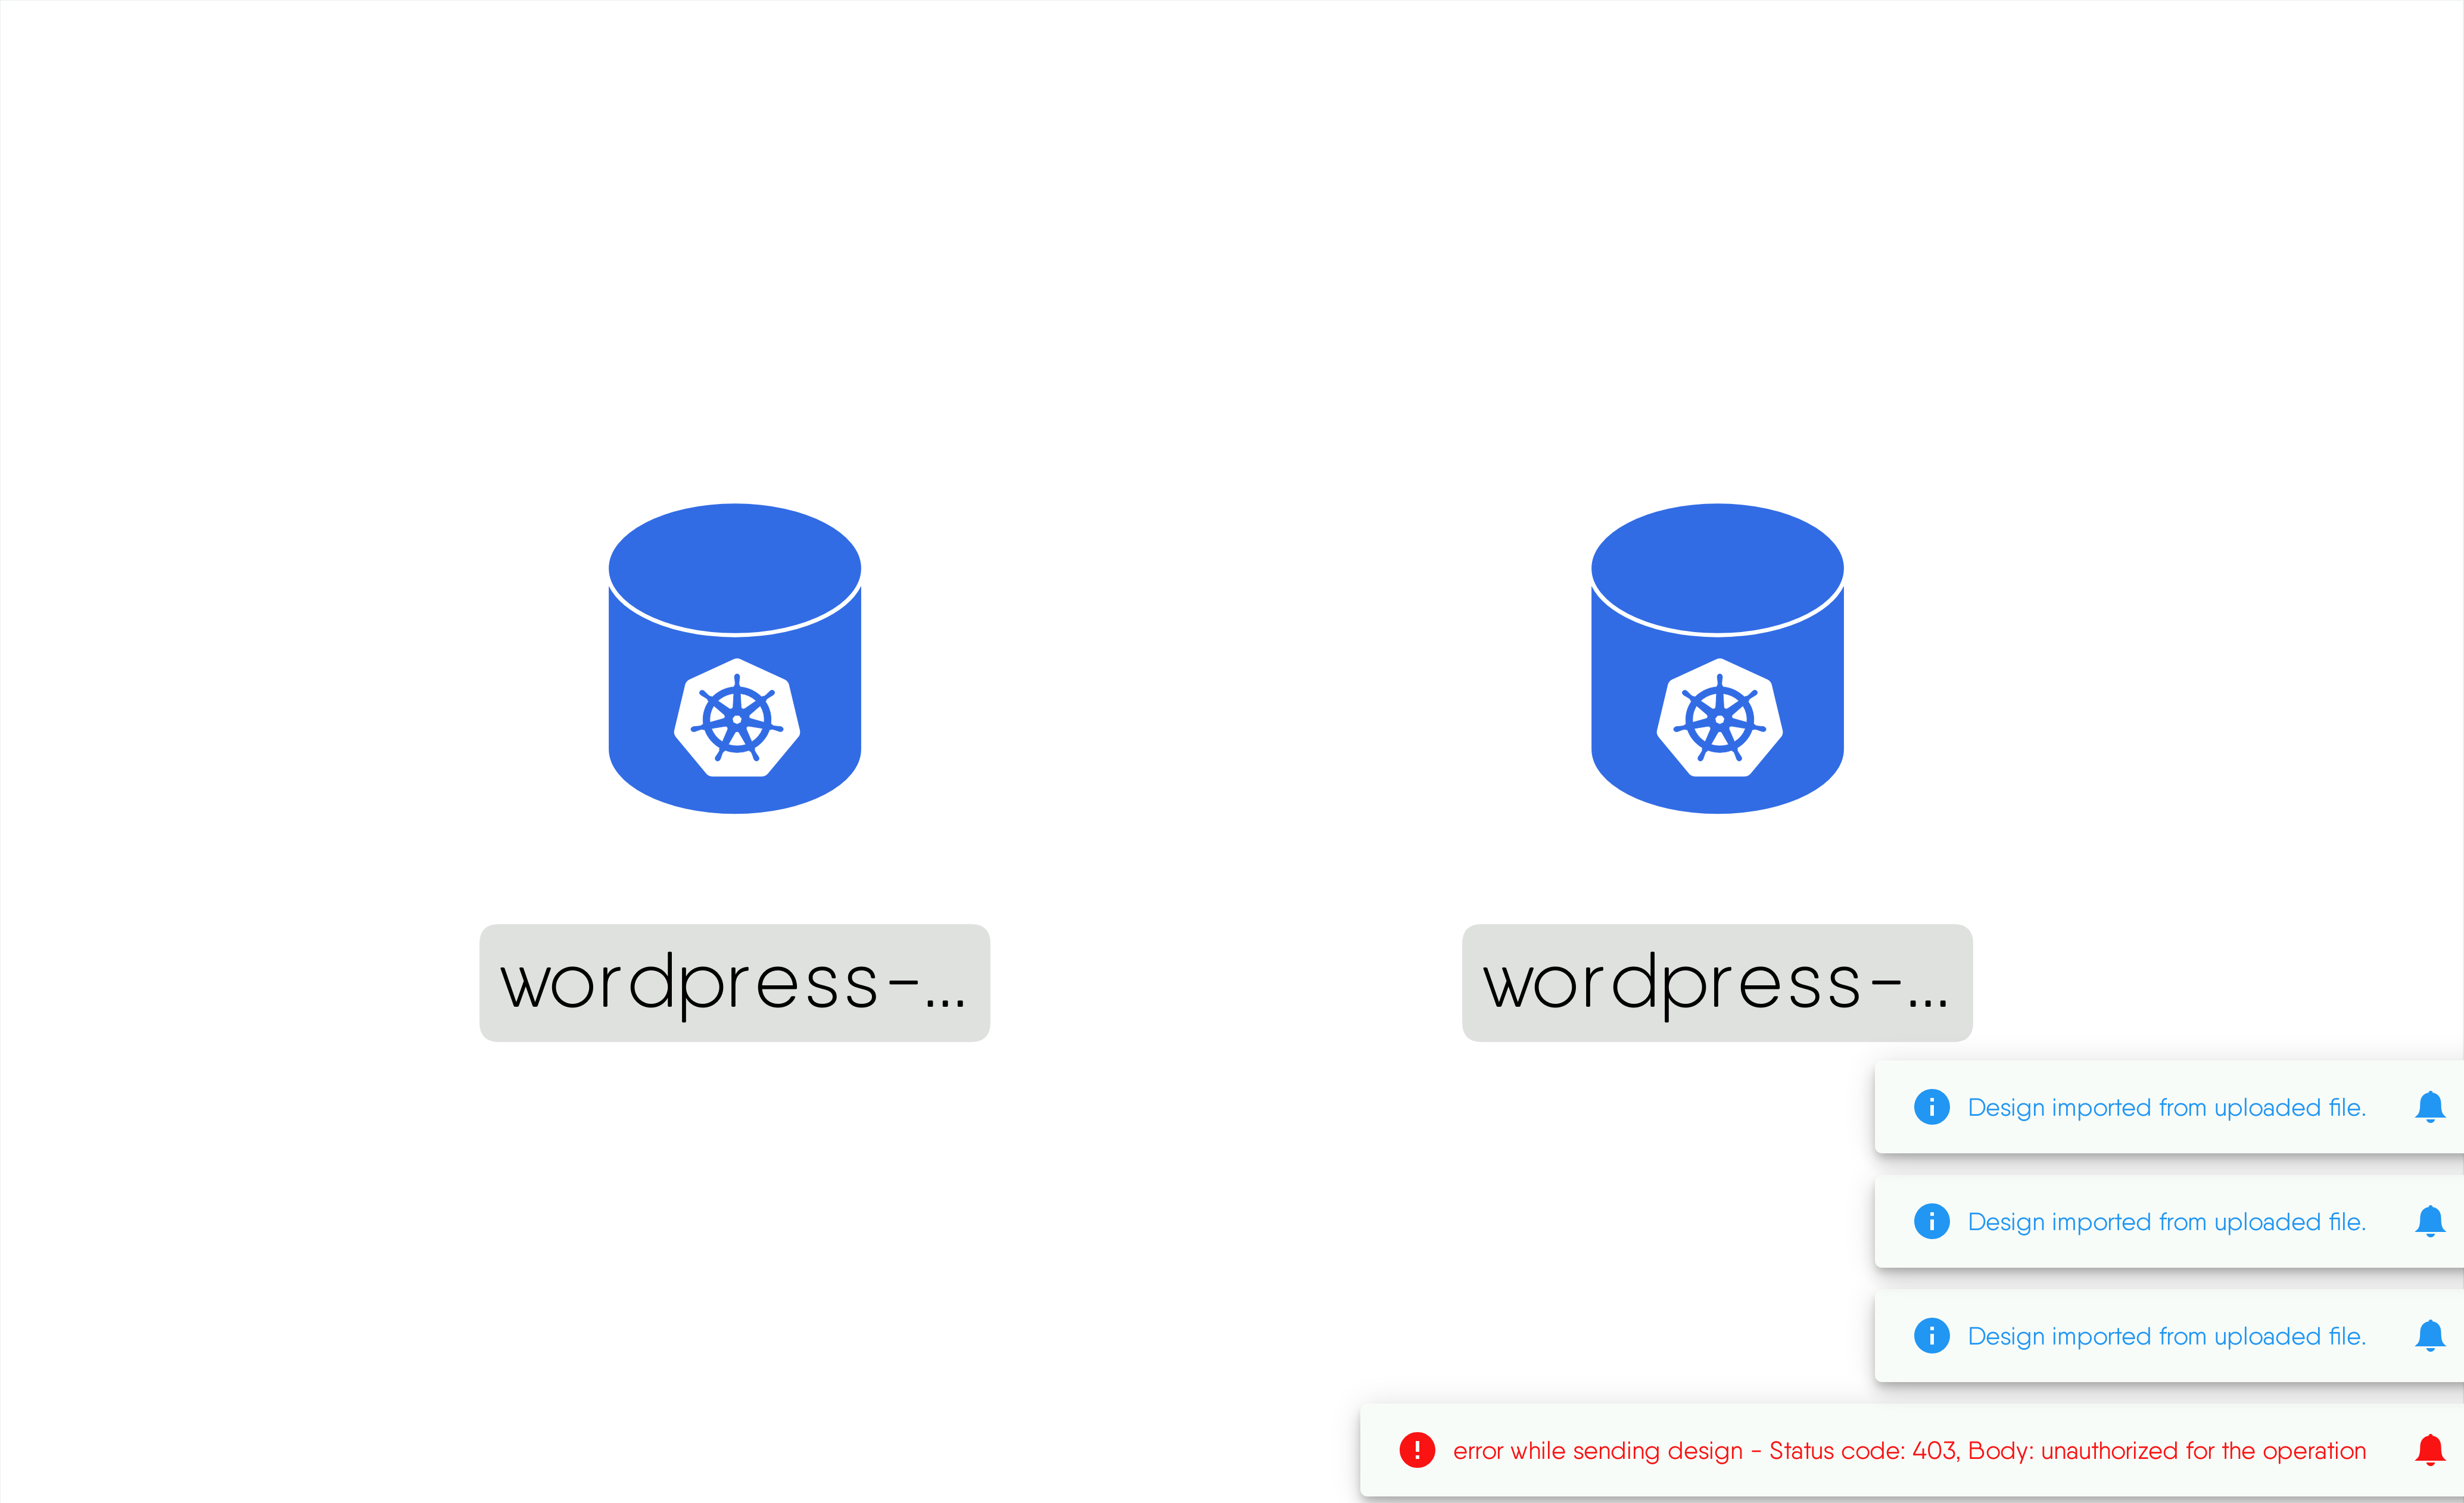 wordpress-...
wordpress-...
Design imported from uploaded file.
Design imported from uploaded file.
Design imported from uploaded file.
error while sending design - Status code: 403, Body: unauthorized for the operation